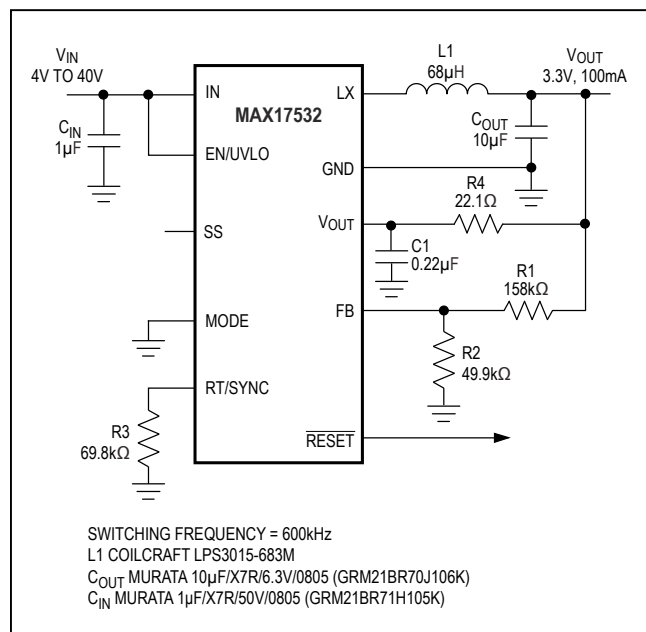 VIN
4V TO 40V
CIN
1µF
IN
EN/UVLO
SS
MODE
RT/SYNC
R3
69.8kΩ
MAX17532
LX
GND
VOUT
FB
RESET
L1
68µH
VOUT
3.3V, 100mA
COUT
10µF
R4
22.1Ω
C1
0.22µF
R1
158kΩ
R2
49.9kΩ
SWITCHING FREQUENCY = 600kHz
L1 COILCRAFT LPS3015-683M
COUT MURATA 10µF/X7R/6.3V/0805 (GRM21BR70J106K)
CIN MURATA 1µF/X7R/50V/0805 (GRM21BR71H105K)